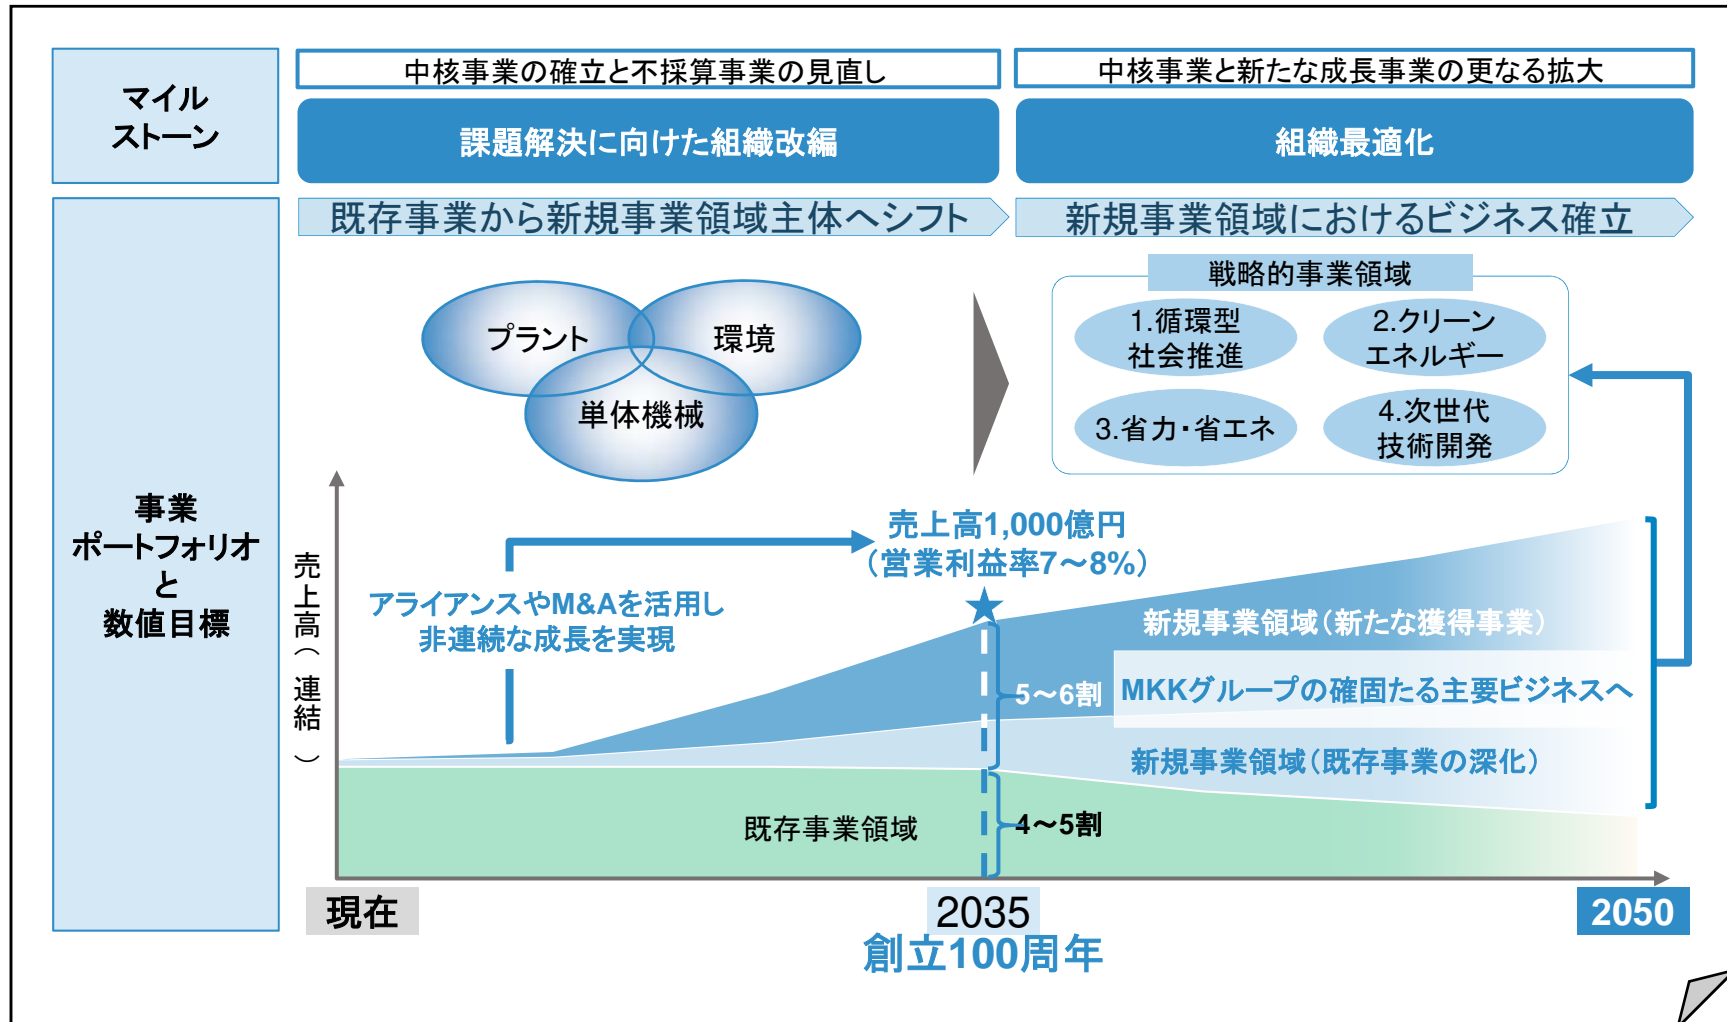 マイル
ストーン
中核事業の確立と不採算事業の見直し
中核事業と新たな成長事業の更なる拡大
課題解決に向けた組織改編
組織最適化
事業
ポートフォリオ
と
数値目標
既存事業から新規事業領域主体へシフト
新規事業領域におけるビジネス確立
プラント
環境
単体機械
戦略的事業領域
1.循環型
社会推進
2.クリーン
エネルギー
3.省力・省エネ
4.次世代
技術開発
売上高（連結）
アライアンスやM&Aを活用し
非連続な成長を実現
売上高1,000億円
（営業利益率7～8%）
新規事業領域（新たな獲得事業）
5～6割
MKKグループの確固たる主要ビジネスへ
新規事業領域（既存事業の深化）
既存事業領域
4～5割
現在
2035
創立100周年
2050